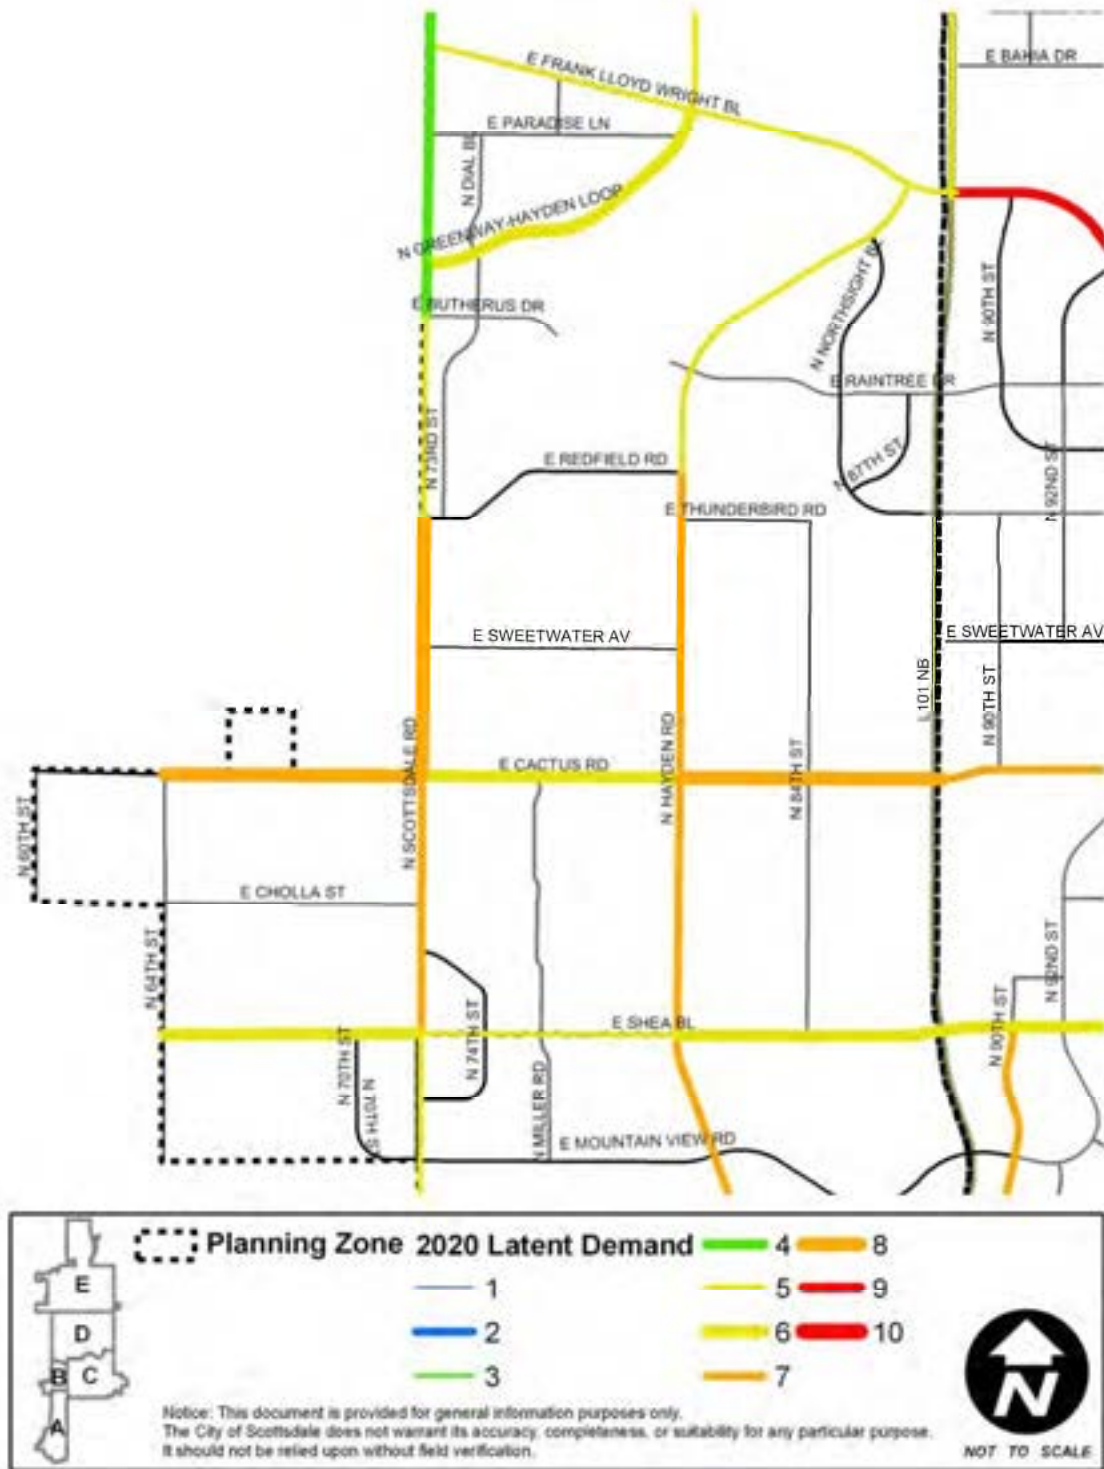 E BAHIA DR
E FRANK LLOYD WRIGHT BL
E PARADISE LN
N DIAL BL
N GREENWAY-HAYDEN LOOP
E BUTHERUS DR
N NORTHSIGHT BL
N 90TH ST
E RAINTREE DR
N 73RD ST
E REDFIELD RD
N 87TH ST
N 92ND ST
E THUNDERBIRD RD
E SWEETWATER AV
E SWEETWATER AV
L101 NB
N 90TH ST
N SCOTTSDALE RD
E CACTUS RD
N HAYDEN RD
N 84TH ST
N 60TH ST
E CHOLLA ST
N 64TH ST
N 92ND ST
E SHEA BL
N 74TH ST
N 90TH ST
N 70TH ST
N 70TH ST
N MILLER RD
E MOUNTAIN VIEW RD
Planning Zone 2020 Latent Demand
1
2
3
4
5
6
7
8
9
10
E
D
B C
A
Notice: This document is provided for general information purposes only.
The City of Scottsdale does not warrant its accuracy, completeness, or suitability for any particular purpose.
It should not be relied upon without field verification.
N
NOT TO SCALE